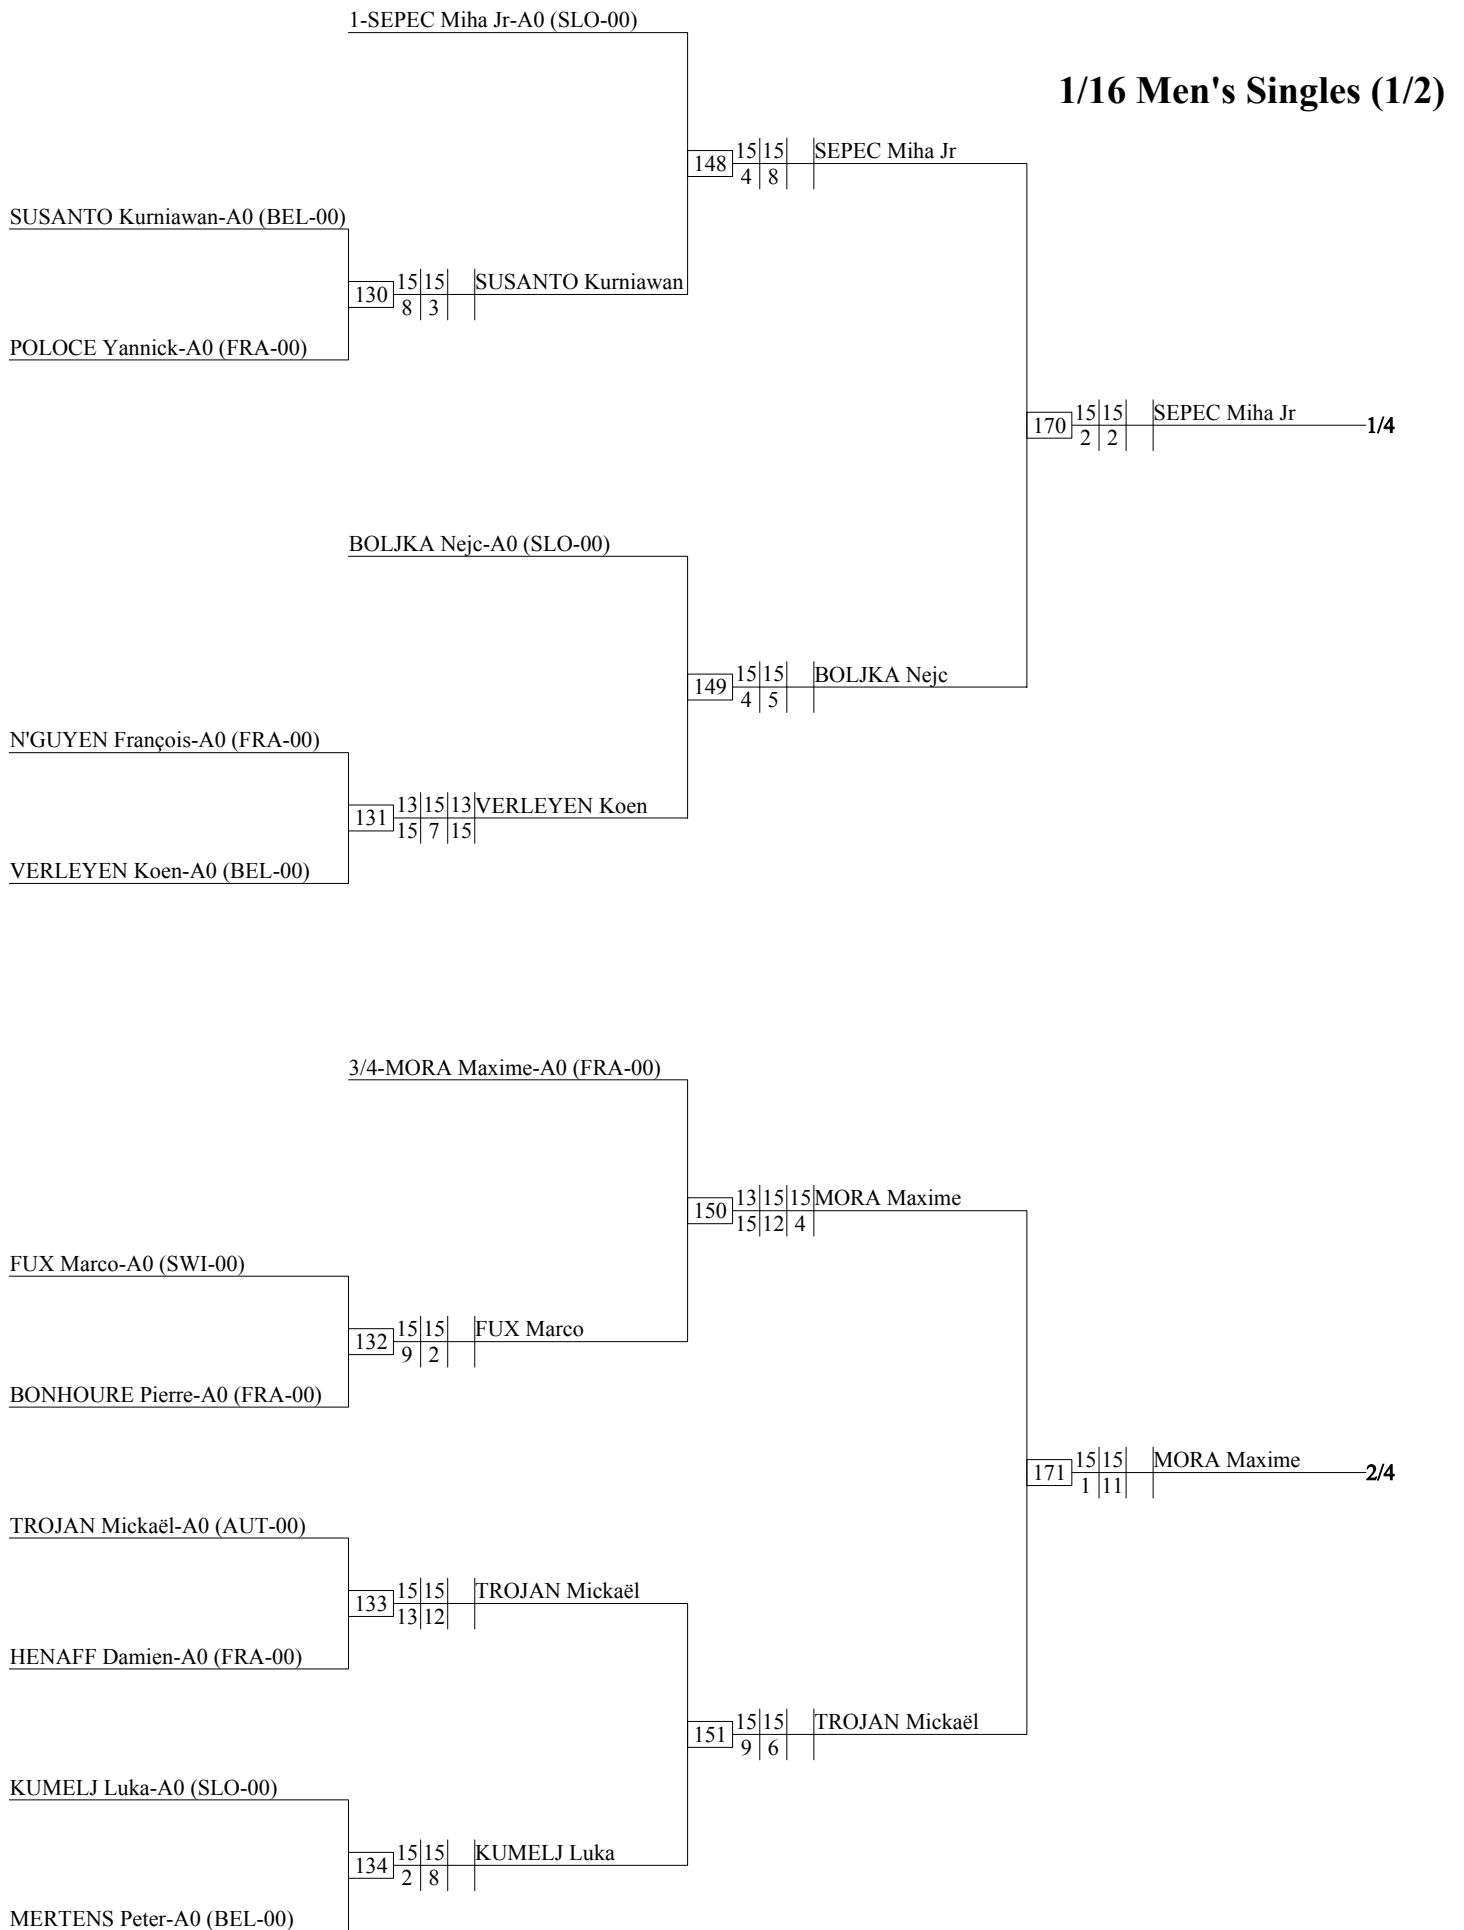 1-SEPEC Miha Jr-A0 (SLO-00)
1/16 Men's Singles (1/2)
148 15 15 SEPEC Miha Jr
4 8
SUSANTO Kurniawan-A0 (BEL-00)
130 15 15 SUSANTO Kurniawan
8 3
POLOCE Yannick-A0 (FRA-00)
170 15 15 SEPEC Miha Jr 1/4
2 2
BOLJKA Nejc-A0 (SLO-00)
149 15 15 BOLJKA Nejc
4 5
N'GUYEN François-A0 (FRA-00)
131 13 15 13 VERLEYEN Koen
15 7 15
VERLEYEN Koen-A0 (BEL-00)
3/4-MORA Maxime-A0 (FRA-00)
150 13 15 15 MORA Maxime
15 12 4
FUX Marco-A0 (SWI-00)
132 15 15 FUX Marco
9 2
BONHOURE Pierre-A0 (FRA-00)
171 15 15 MORA Maxime 2/4
1 11
TROJAN Mickaël-A0 (AUT-00)
133 15 15 TROJAN Mickaël
13 12
HENAFF Damien-A0 (FRA-00)
151 15 15 TROJAN Mickaël
9 6
KUMELJ Luka-A0 (SLO-00)
134 15 15 KUMELJ Luka
2 8
MERTENS Peter-A0 (BEL-00)